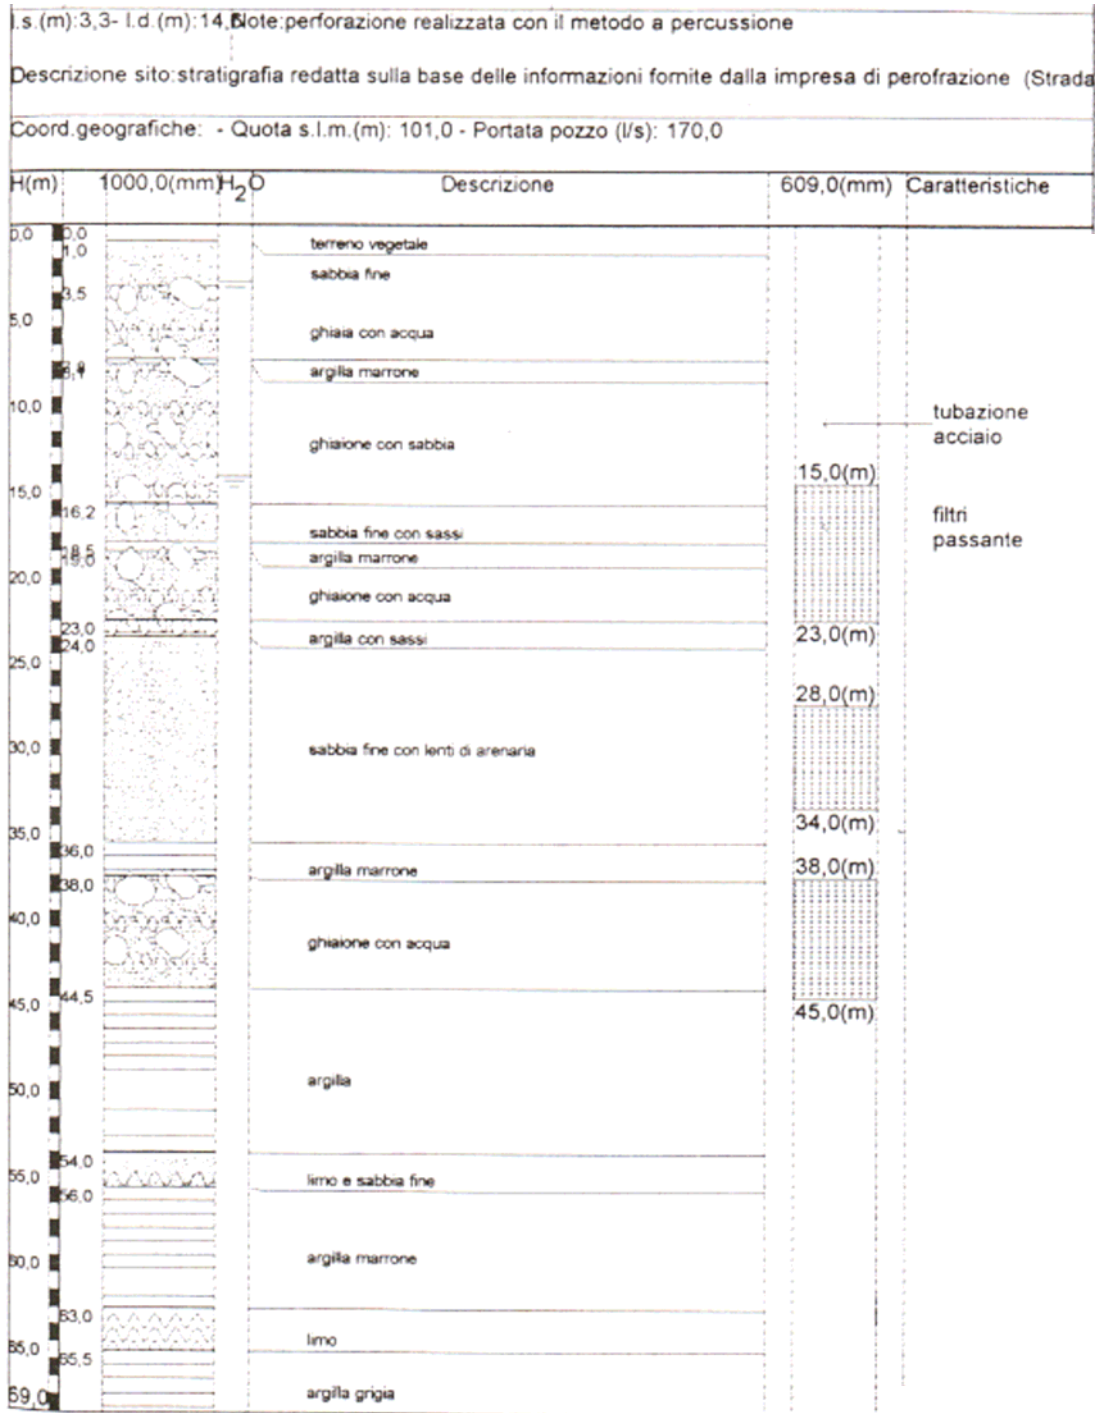 l.s.(m):3,3- l.d.(m):14, Note:perforazione realizzata con il metodo a percussione
Descrizione sito:stratigrafia redatta sulla base delle informazioni fornite dalla impresa di perofrazione (Strada
Coord.geografiche: - Quota s.l.m.(m): 101,0 - Portata pozzo (l/s): 170,0
H(m) 1000,0(mm) H2O Descrizione 609,0(mm) Caratteristiche
0,0 0,0
1,0 terreno vegetale
sabbia fine
3,5
5,0 ghiaia con acqua
argilla marrone
10,0 tubazione
acciaio
ghiaione con sabbia
15,0(m)
15,0
16,2 filtri
passante
sabbia fine con sassi
18,5 argilla marrone
19,0
20,0 ghiaione con acqua
23,0 23,0(m)
24,0 argilla con sassi
25,0
28,0(m)
30,0 sabbia fine con lenti di arenaria
35,0 34,0(m)
36,0
argilla marrone 38,0(m)
38,0
40,0
ghiaione con acqua
44,5
45,0 45,0(m)
50,0 argilla
54,0
55,0 limo e sabbia fine
56,0
60,0 argilla marrone
63,0
limo
65,0
65,5
69,0 argilla grigia